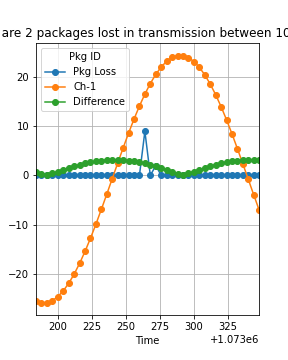 are 2 packages lost in transmission between 10
Pkg ID
Pkg Loss
Ch-1
Difference
20
10
0
−10
−20
200
225
250
275
300
325
Time
+1.073e6